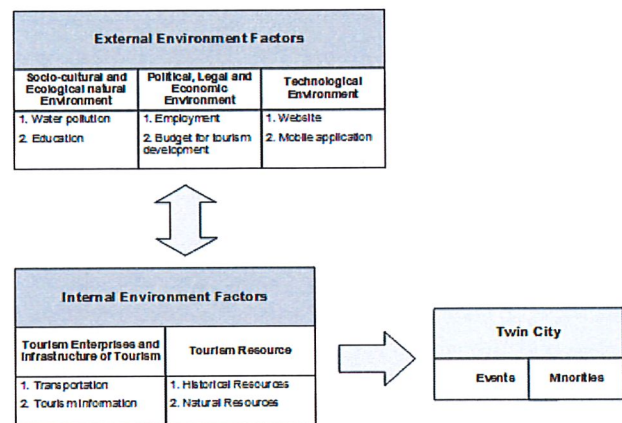 External Environment Factors
Socio-cultural and
Ecological natural
Environment
Political, Legal and
Economic
Environment
Technological
Environment
1. Water pollution
2. Education
1. Employment
2. Budget for tourism
development
1. Website
2. Mobile application
Internal Environment Factors
Tourism Enterprises and
Infrastructure of Tourism
Tourism Resource
1. Transportation
2. Tourism Information
1. Historical Resources
2. Natural Resources
Twin City
Events
Minorities